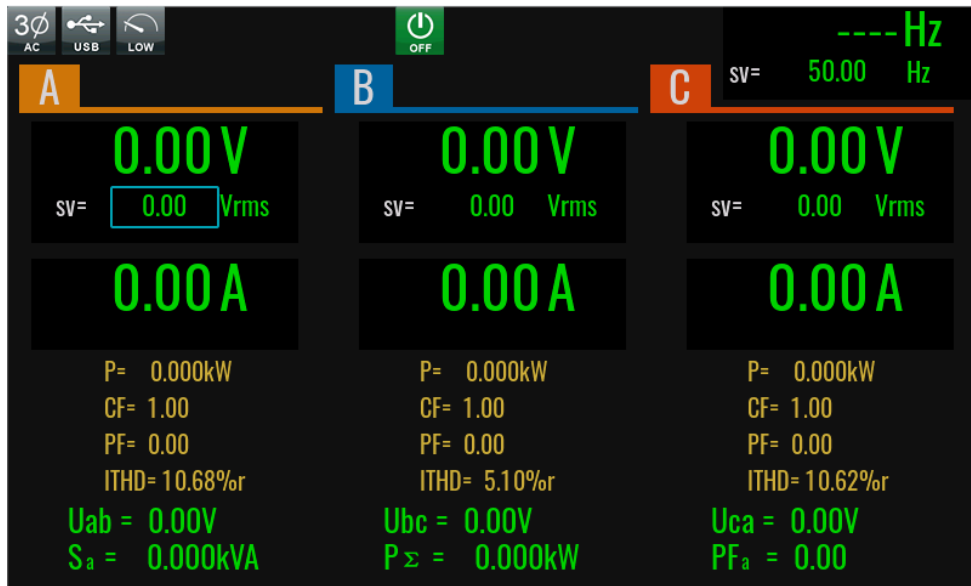 3Ø AC USB LOW OFF ---- Hz
sv= 50.00 Hz
A B C
0.00 V 0.00 V 0.00 V
sv= 0.00 Vrms sv= 0.00 Vrms sv= 0.00 Vrms
0.00 A 0.00 A 0.00 A
P= 0.000kW P= 0.000kW P= 0.000kW
CF= 1.00 CF= 1.00 CF= 1.00
PF= 0.00 PF= 0.00 PF= 0.00
ITHD= 10.68%r ITHD= 5.10%r ITHD= 10.62%r
Uab = 0.00V Ubc = 0.00V Uca = 0.00V
Sa = 0.000kVA PΣ = 0.000kW PFa = 0.00